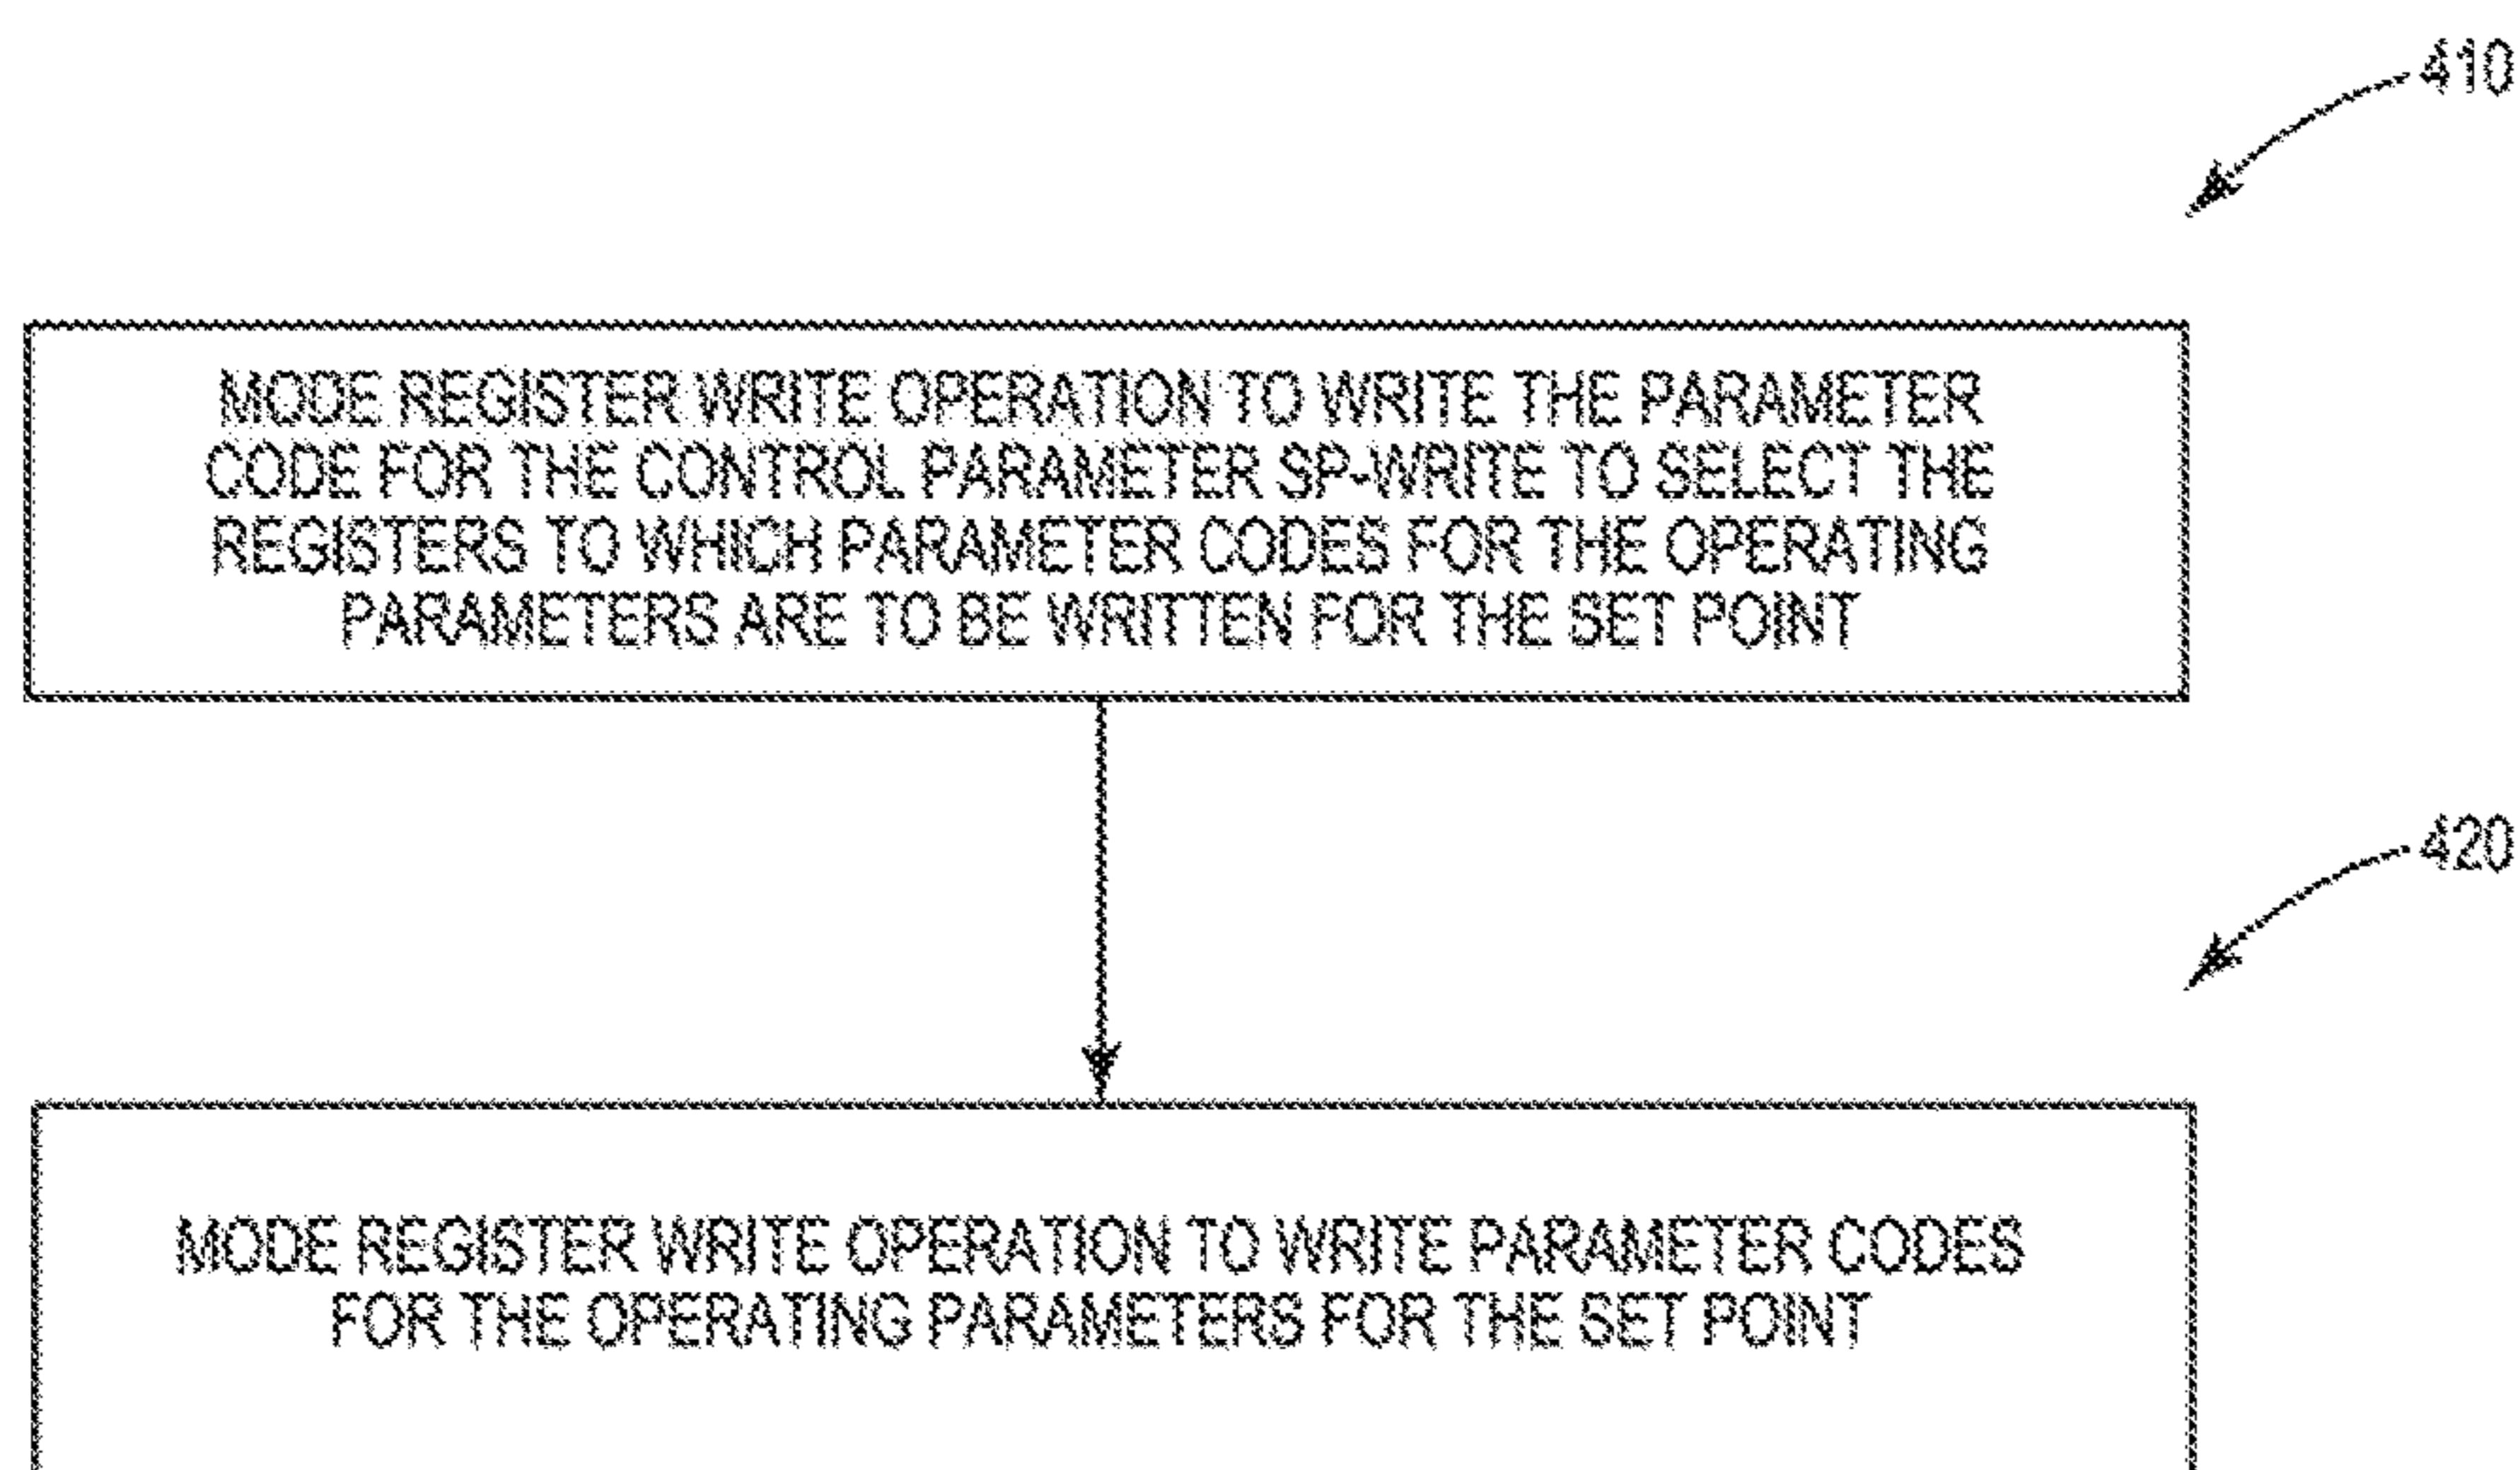 410
MODE REGISTER WRITE OPERATION TO WRITE THE PARAMETER
CODE FOR THE CONTROL PARAMETER SP-WRITE TO SELECT THE
REGISTERS TO WHICH PARAMETER CODES FOR THE OPERATING
PARAMETERS ARE TO BE WRITTEN FOR THE SET POINT
420
MODE REGISTER WRITE OPERATION TO WRITE PARAMETER CODES
FOR THE OPERATING PARAMETERS FOR THE SET POINT